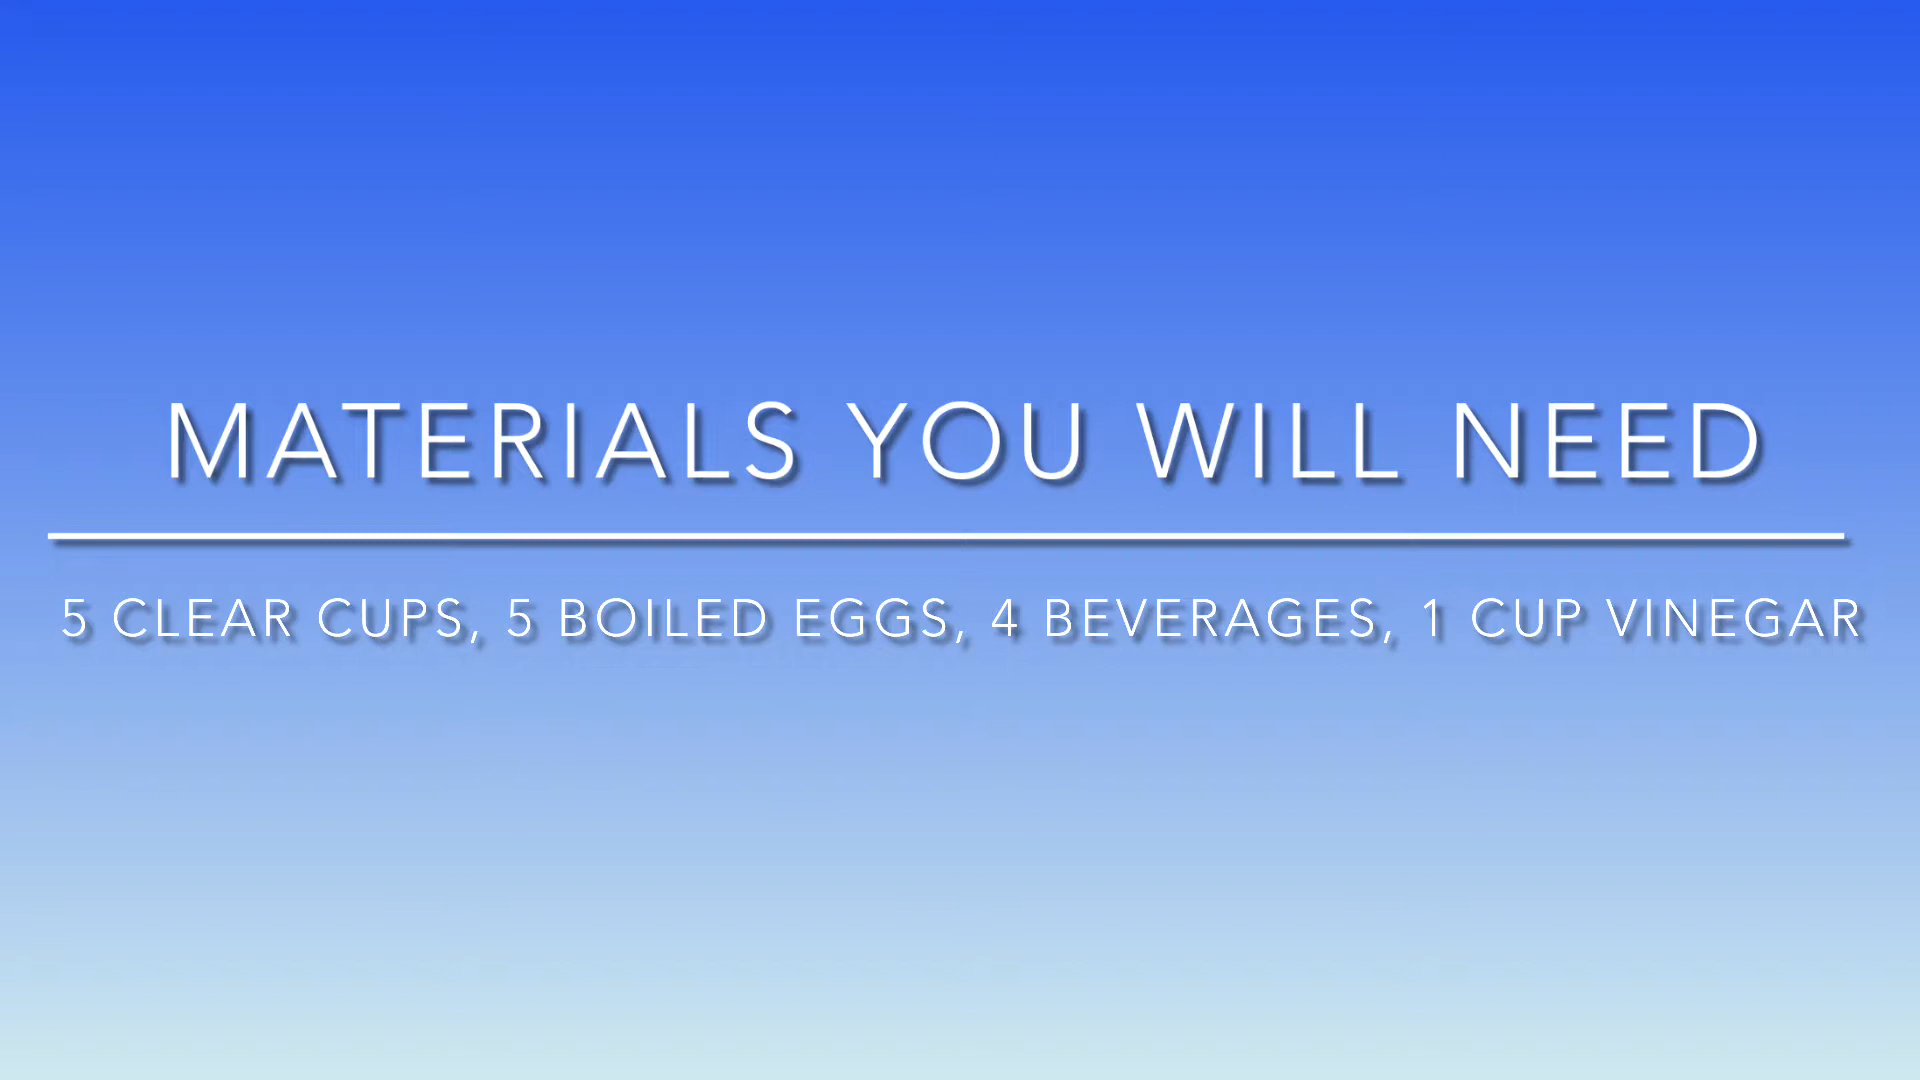 MATERIALS YOU WILL NEED
5 CLEAR CUPS, 5 BOILED EGGS, 4 BEVERAGES, 1 CUP VINEGAR